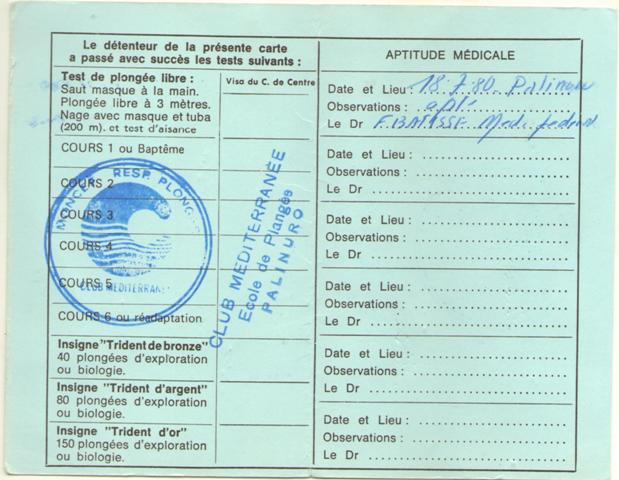 Le détenteur de la présente carte
a passé avec succès les tests suivants :
Test de plongée libre :
Saut masque à la main.
Plongée libre à 3 mètres.
Nage avec masque et tuba
(200 m). et test d'aisance
Visa du C. de Centre
COURS 1 ou Baptême
COURS 2
COURS 3
COURS 4
COURS 5
COURS 6 ou réadaptation
RESP. PLONGÉE
CLUB MEDITERRANEE
CLUB MEDITERRANÉE
Ecole de Plongée
PALINURO
Insigne "Trident de bronze"
40 plongées d'exploration
ou biologie.
Insigne "Trident d'argent"
80 plongées d'exploration
ou biologie.
Insigne "Trident d'or"
150 plongées d'exploration
ou biologie.
APTITUDE MÉDICALE
Date et Lieu : 18.7.80. Palinuro
Observations : apte
Le Dr
Date et Lieu :
Observations :
Le Dr
Date et Lieu :
Observations :
Le Dr
Date et Lieu :
Observations :
Le Dr
Date et Lieu :
Observations :
Le Dr
Date et Lieu :
Observations :
Le Dr